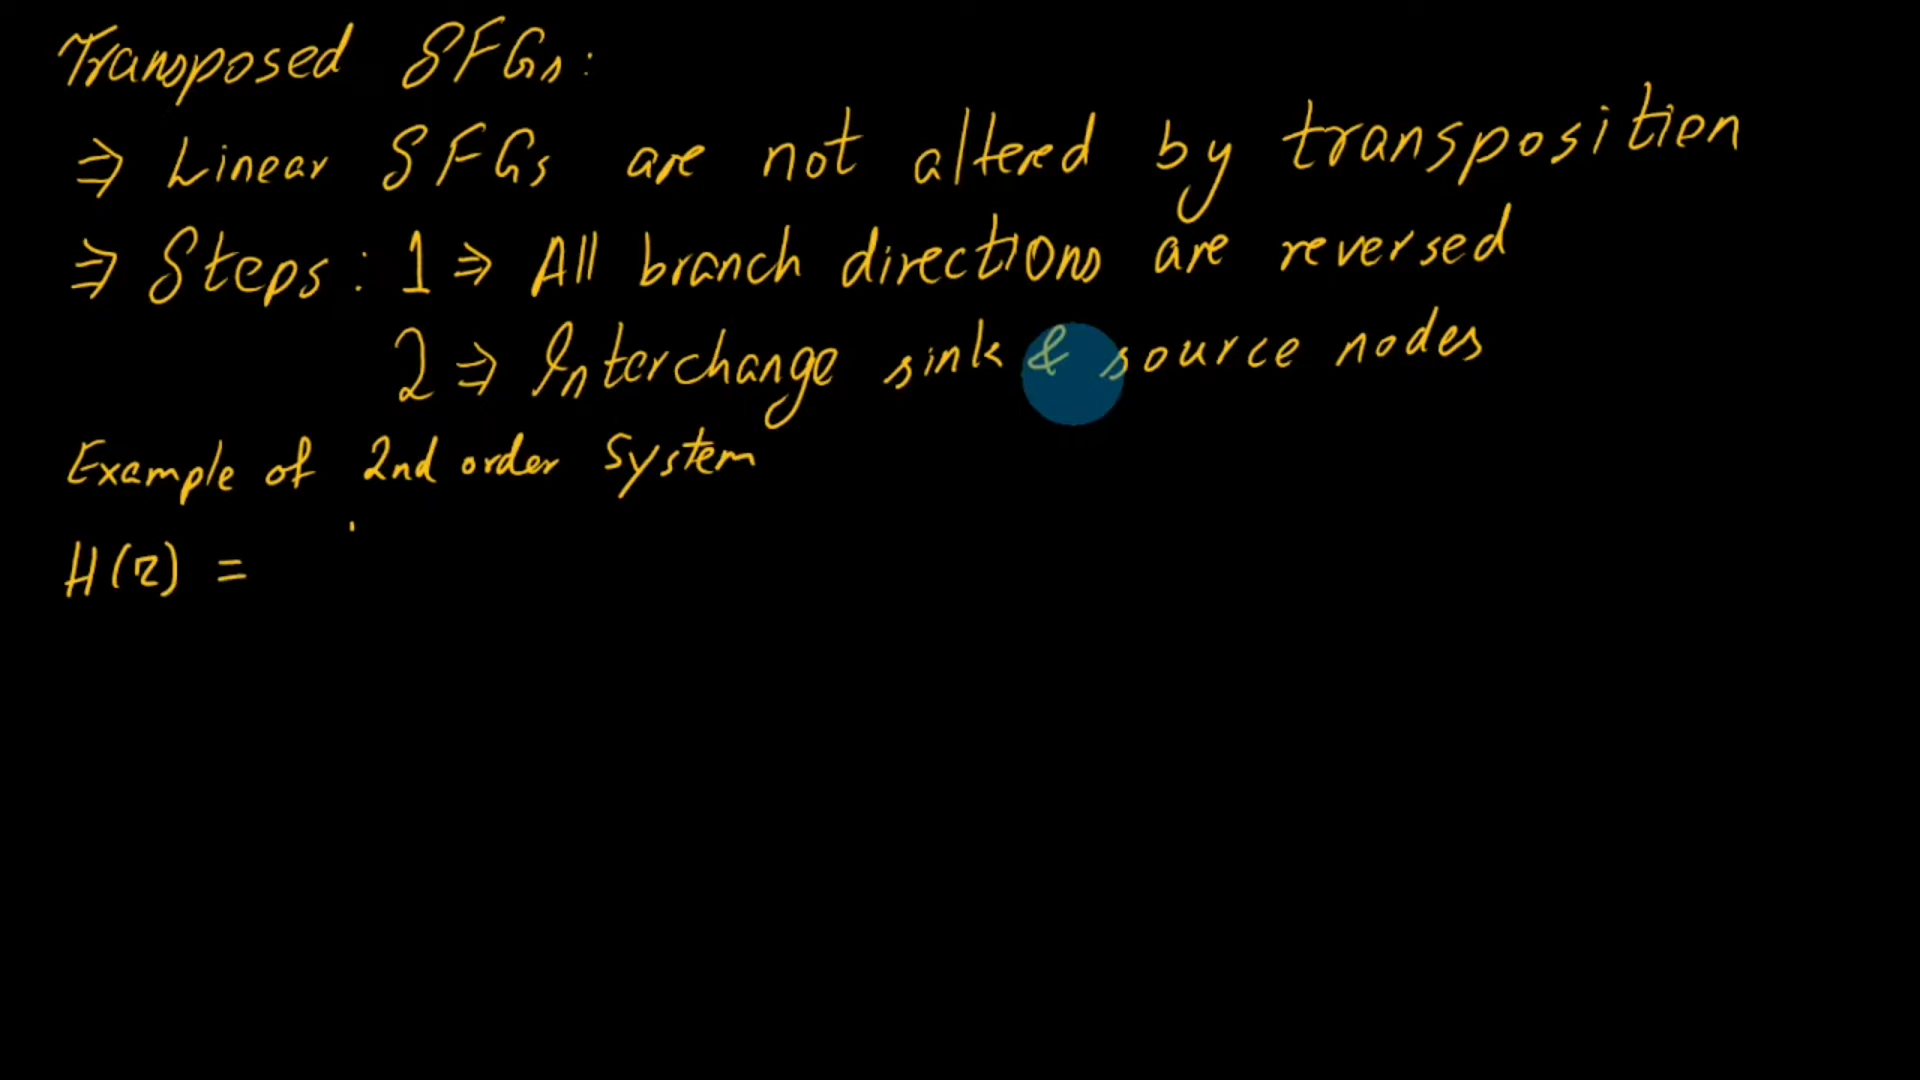 Transposed SFGs:
⇒ Linear SFGs are not altered by transposition
⇒ Steps: 1 ⇒ All branch directions are reversed
2 ⇒ Interchange sink & source nodes
Example of 2nd order System
H(z) =